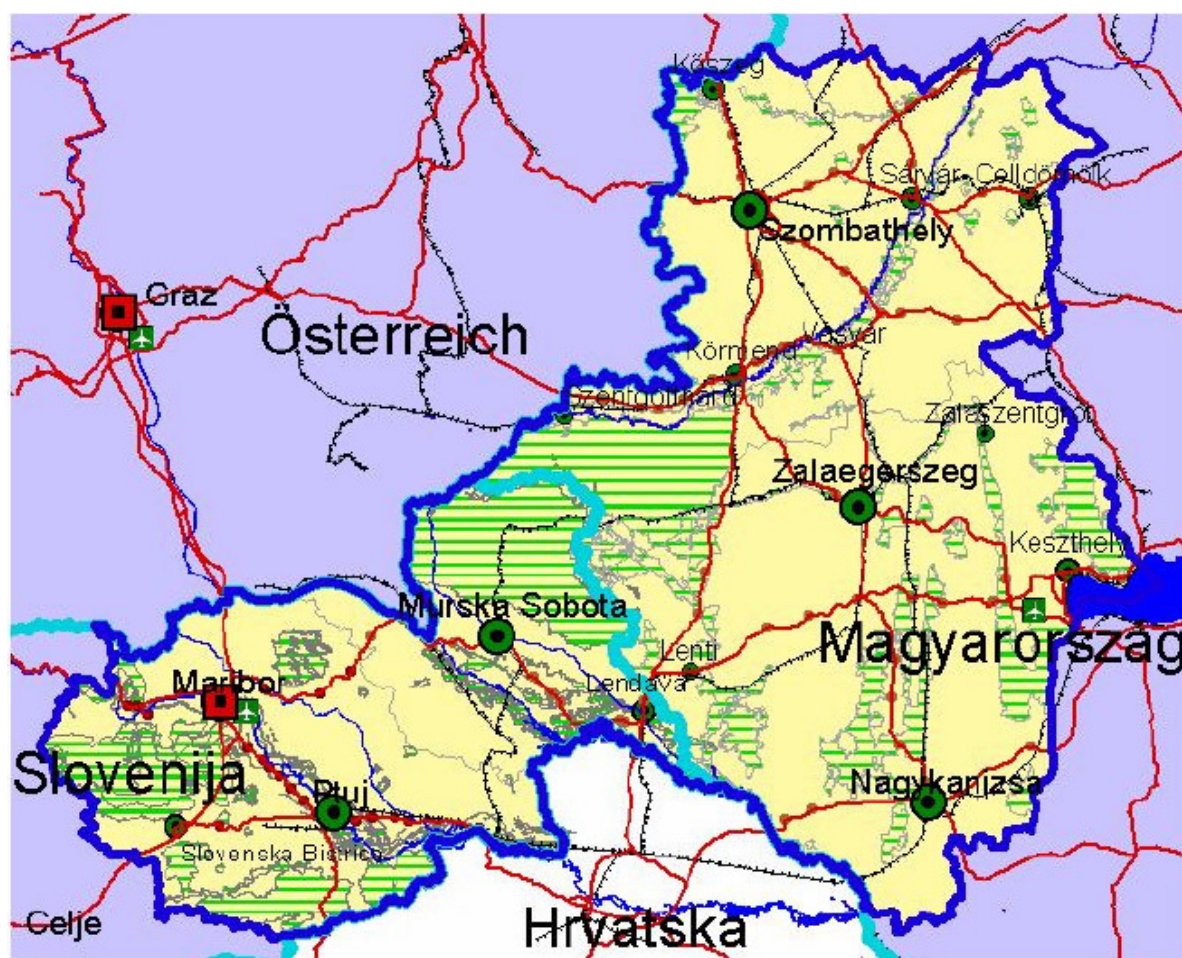 Kőszeg
Sárvár
Celldömölk
Szombathely
Graz
Österreich
Vasvár
Körmend
Szentgotthárd
Zalaszentgrót
Zalaegerszeg
Keszthely
Murska Sobota
Magyarország
Lenti
Lendava
Maribor
Slovenija
Nagykanizsa
Ptuj
Slovenska Bistrica
Celje
Hrvatska